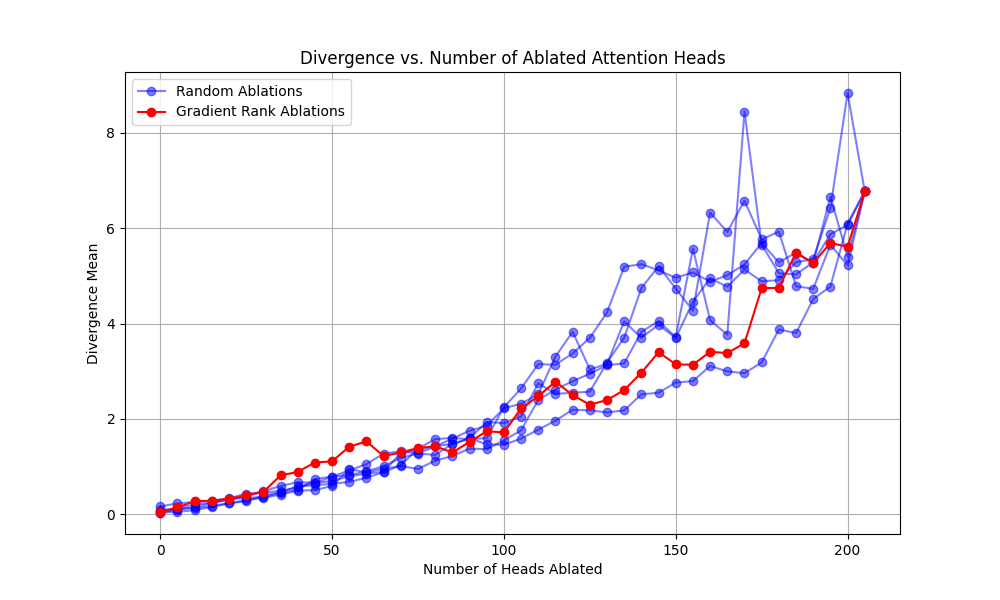 Divergence vs. Number of Ablated Attention Heads
Random Ablations
Gradient Rank Ablations
Divergence Mean
8
6
4
2
0
0 50 100 150 200
Number of Heads Ablated